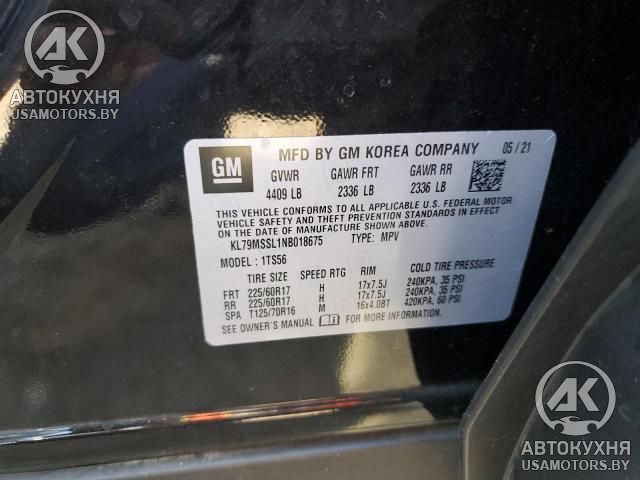 AK
АВТОКУХНЯ
USAMOTORS.BY
GM
MFD BY GM KOREA COMPANY 05/21
GVWR GAWR FRT GAWR RR
4409 LB 2336 LB 2336 LB
THIS VEHICLE CONFORMS TO ALL APPLICABLE U.S. FEDERAL MOTOR
VEHICLE SAFETY AND THEFT PREVENTION STANDARDS IN EFFECT
ON THE DATE OF MANUFACTURE SHOWN ABOVE.
KL79MSSL1NB018675 TYPE: MPV
MODEL: 1TS56
TIRE SIZE SPEED RTG RIM COLD TIRE PRESSURE
FRT 225/60R17 H 17x7.5J 240KPA, 35 PSI
RR 225/60R17 H 17x7.5J 240KPA, 35 PSI
SPA T125/70R16 M 16x4.0BT 420KPA, 60 PSI
SEE OWNER'S MANUAL FOR MORE INFORMATION.
AK
АВТОКУХНЯ
USAMOTORS.BY